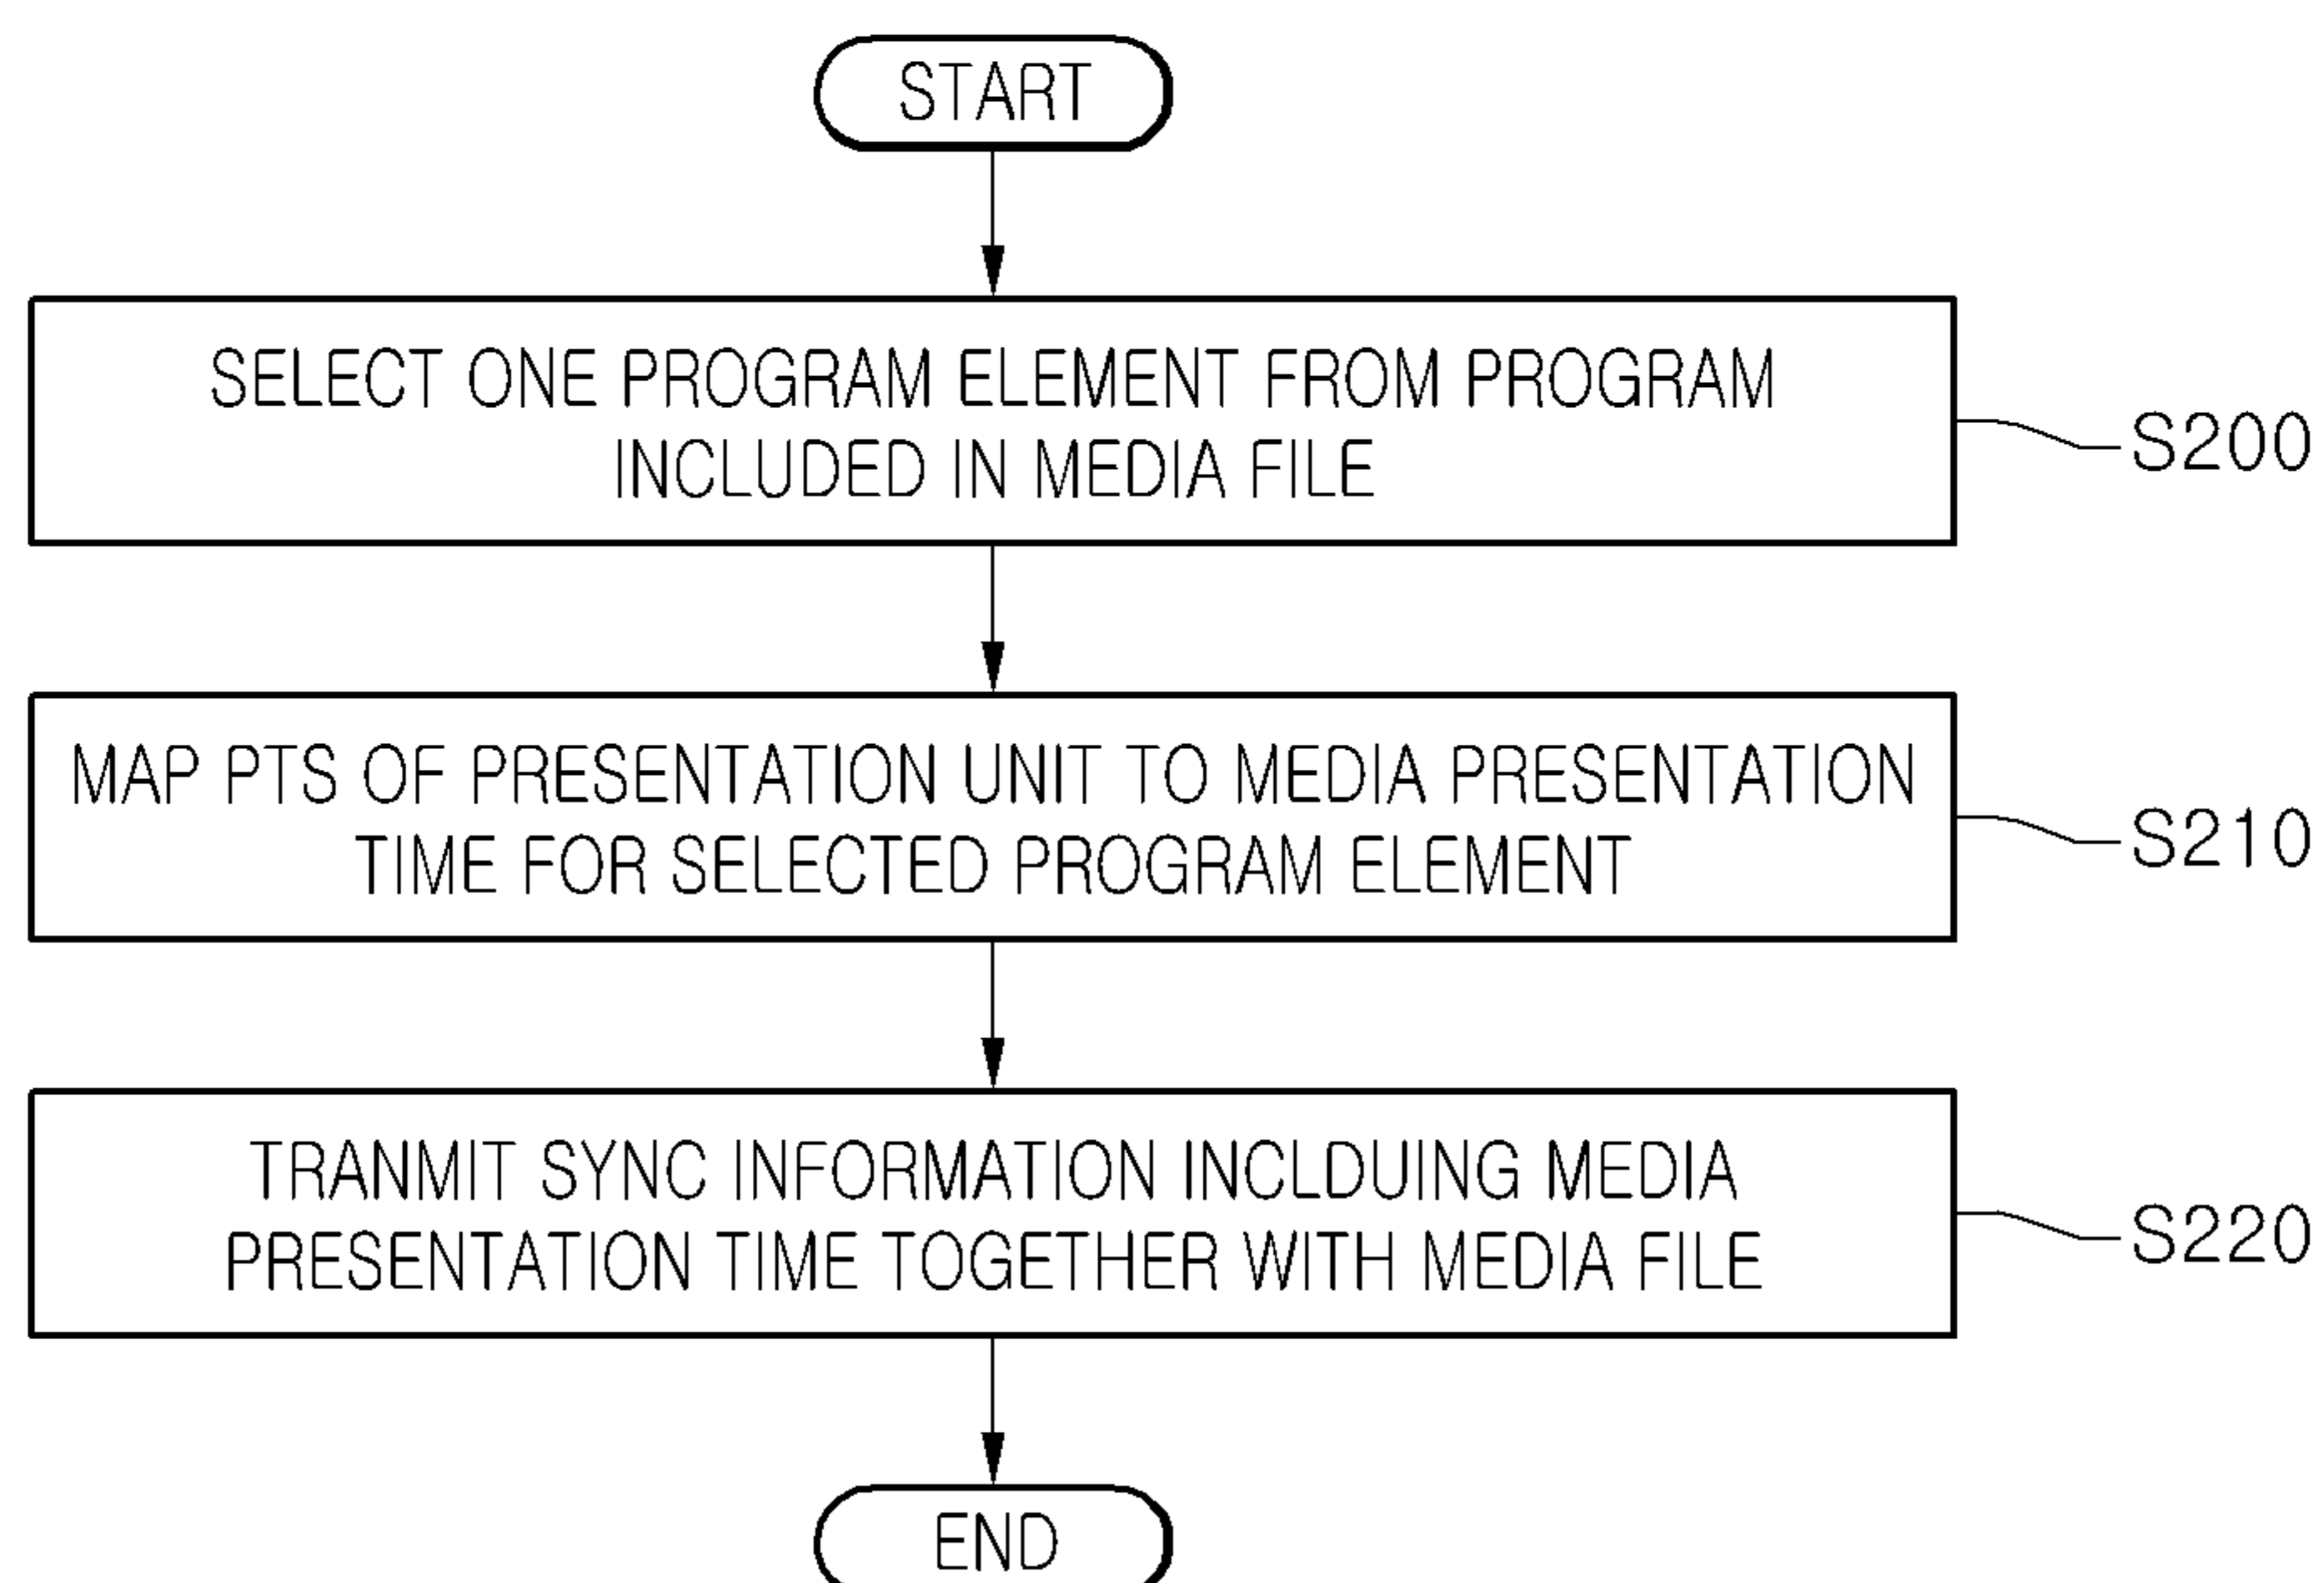 START
SELECT ONE PROGRAM ELEMENT FROM PROGRAM
INCLUDED IN MEDIA FILE
S200
MAP PTS OF PRESENTATION UNIT TO MEDIA PRESENTATION
TIME FOR SELECTED PROGRAM ELEMENT
S210
TRANMIT SYNC INFORMATION INCLDUING MEDIA
PRESENTATION TIME TOGETHER WITH MEDIA FILE
S220
END